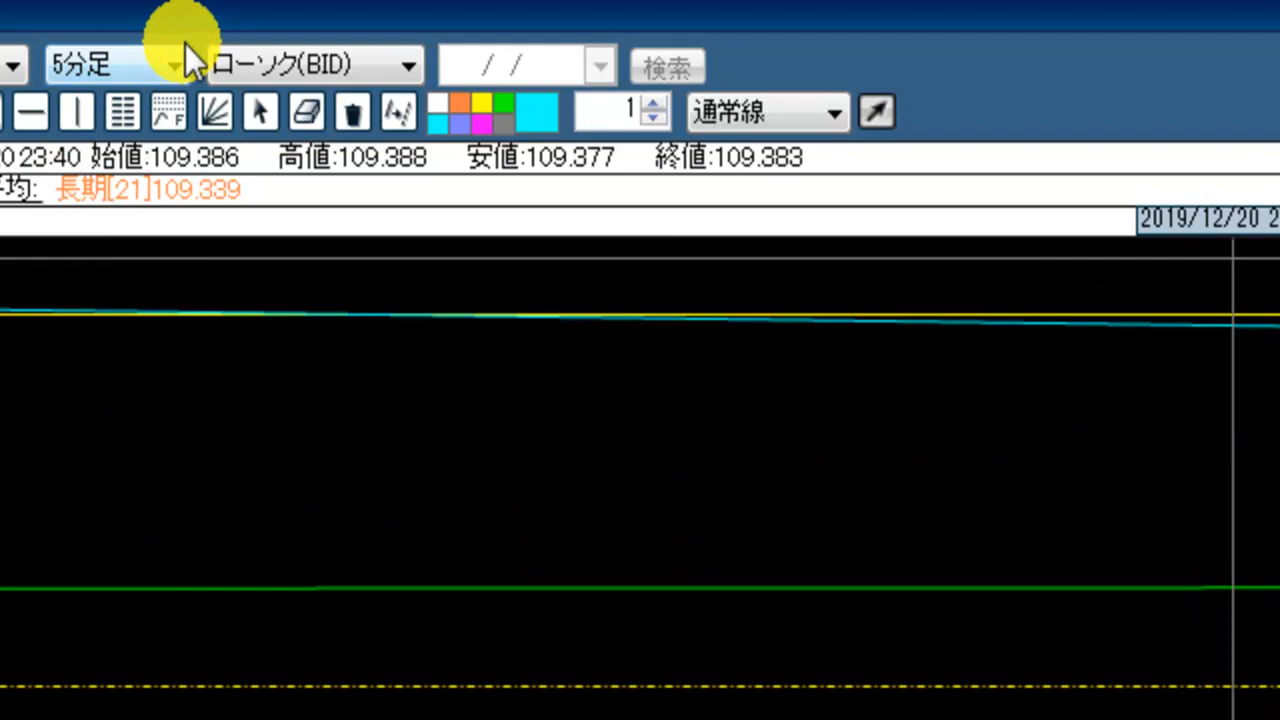 5分足 ローソク(BID) / / 検索
F 1 通常線
0 23:40 始値:109.386 高値:109.388 安値:109.377 終値:109.383
均: 長期[21]109.339
2019/12/20 2